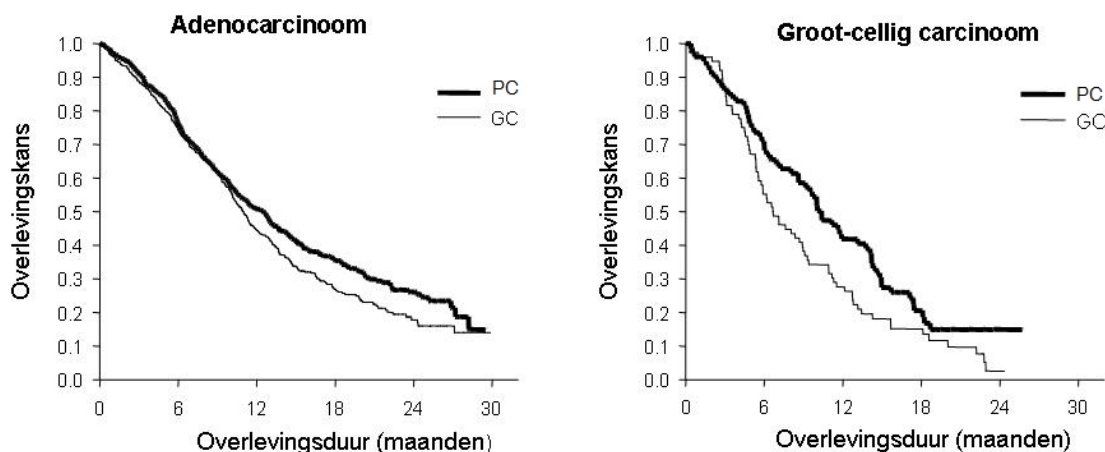 Adenocarcinoom
1.0
0.9
0.8
0.7
0.6
0.5
0.4
0.3
0.2
0.1
0.0
Overlevingskans
PC
GC
0 6 12 18 24 30
Overlevingsduur (maanden)
Groot-cellig carcinoom
1.0
0.9
0.8
0.7
0.6
0.5
0.4
0.3
0.2
0.1
0.0
Overlevingskans
PC
GC
0 6 12 18 24 30
Overlevingsduur (maanden)